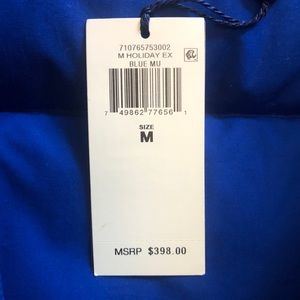 710765753002
M HOLIDAY EX
BLUE MU
7 49862 77656 1
SIZE
M
MSRP $398.00